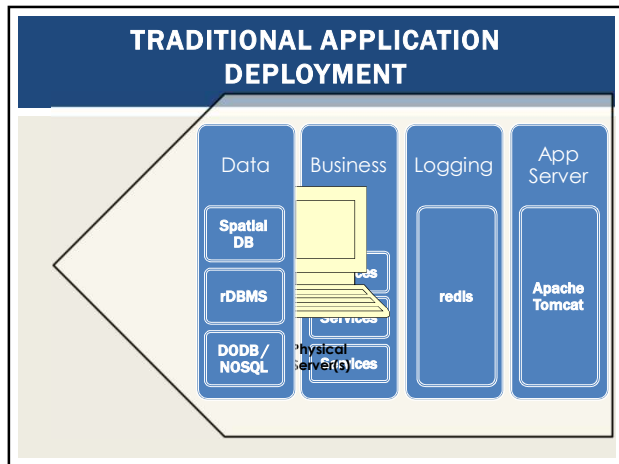 TRADITIONAL APPLICATION
DEPLOYMENT
Data
Business
Logging
App
Server
Spatial
DB
rDBMS
DODB /
NOSQL
Services
Services
redis
Apache
Tomcat
Physical
Server(s)